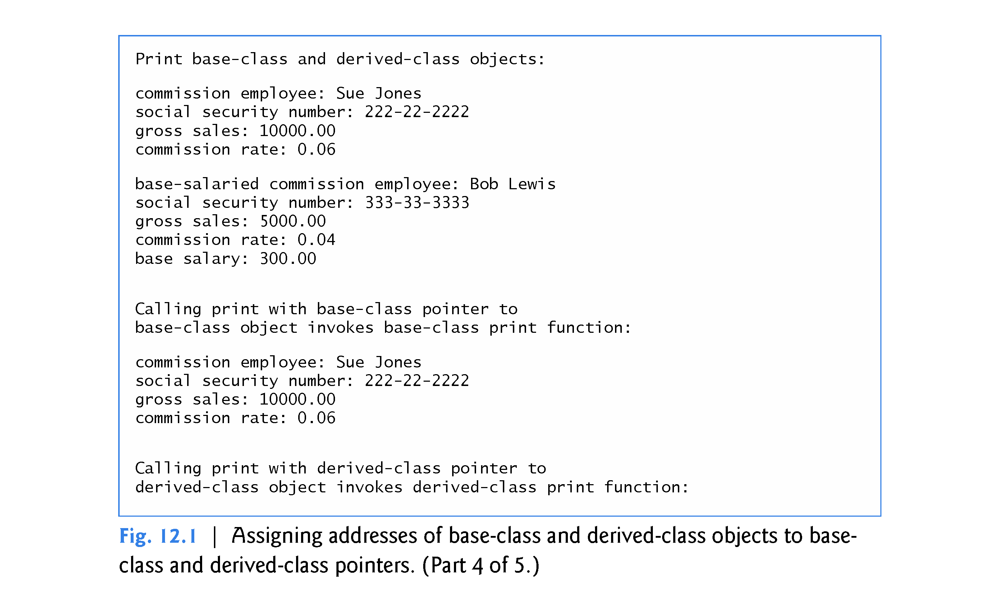 Print base-class and derived-class objects:
commission employee: Sue Jones
social security number: 222-22-2222
gross sales: 10000.00
commission rate: 0.06
base-salaried commission employee: Bob Lewis
social security number: 333-33-3333
gross sales: 5000.00
commission rate: 0.04
base salary: 300.00
Calling print with base-class pointer to
base-class object invokes base-class print function:
commission employee: Sue Jones
social security number: 222-22-2222
gross sales: 10000.00
commission rate: 0.06
Calling print with derived-class pointer to
derived-class object invokes derived-class print function:
Fig. 12.1 | Assigning addresses of base-class and derived-class objects to base-
class and derived-class pointers. (Part 4 of 5.)